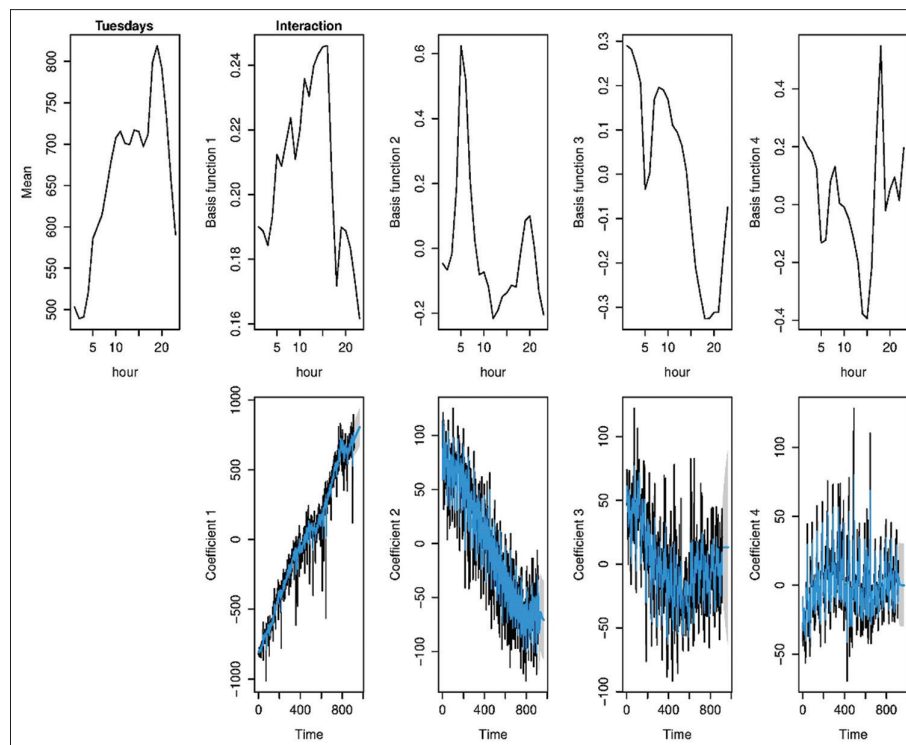 Tuesdays
Interaction
Mean
500 550 600 650 700 750 800
5 10 20
hour
Basis function 1
0.16 0.18 0.20 0.22 0.24
5 10 20
hour
Basis function 2
-0.2 0.0 0.2 0.4 0.6
5 10 20
hour
Basis function 3
-0.3 -0.2 -0.1 0.0 0.1 0.2 0.3
5 10 20
hour
Basis function 4
-0.4 -0.2 0.0 0.2 0.4
5 10 20
hour
Coefficient 1
-1000 -500 0 500 1000
0 400 800
Time
Coefficient 2
-100 -50 0 50 100
0 400 800
Time
Coefficient 3
-100 -50 0 50 100
0 400 800
Time
Coefficient 4
-50 0 50 100
0 400 800
Time